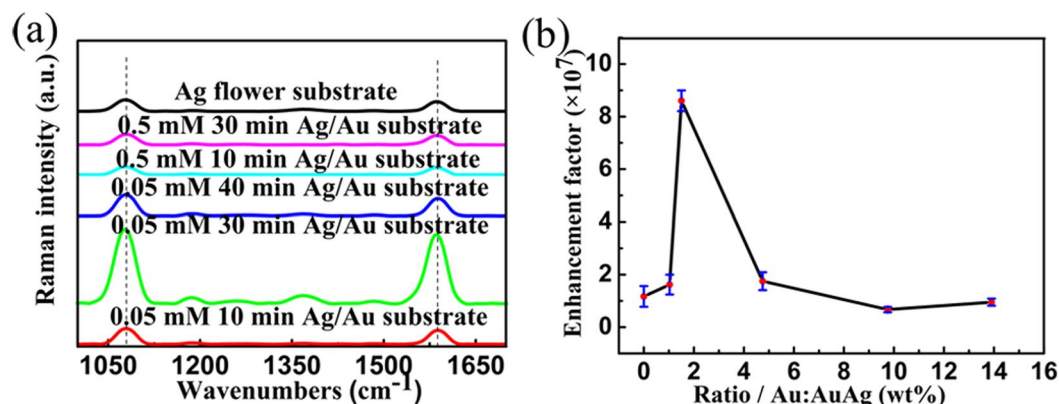 (a)
Raman intensity (a.u.)
Ag flower substrate
0.5 mM 30 min Ag/Au substrate
0.5 mM 10 min Ag/Au substrate
0.05 mM 40 min Ag/Au substrate
0.05 mM 30 min Ag/Au substrate
0.05 mM 10 min Ag/Au substrate
1050 1200 1350 1500 1650
Wavenumbers (cm⁻¹)
(b)
Enhancement factor (×10⁷)
10
8
6
4
2
0
0 2 4 6 8 10 12 14 16
Ratio / Au:AuAg (wt%)